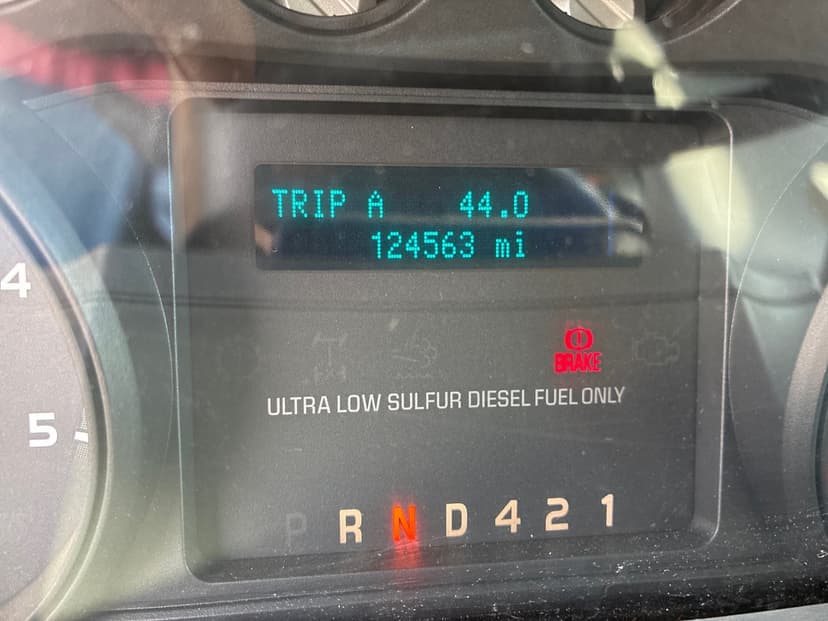 TRIP A 44.0
124563 mi
4
BRAKE
ULTRA LOW SULFUR DIESEL FUEL ONLY
5
P R N D 4 2 1